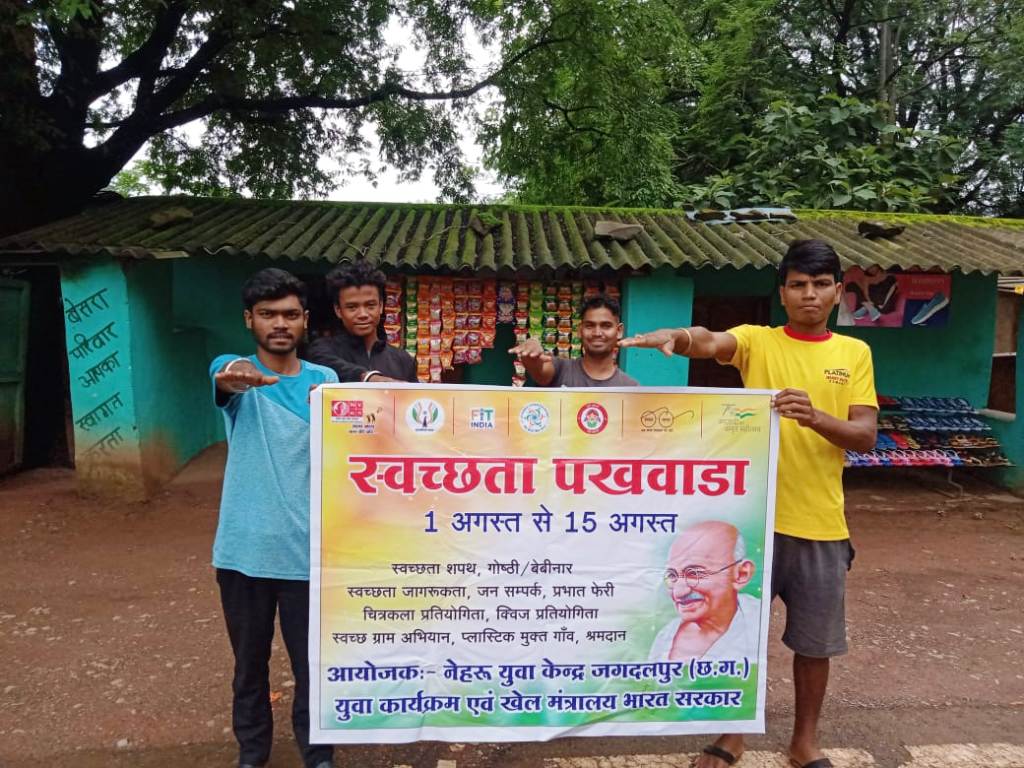 बेसरा
परिवार
आपका
स्वागत
करता
FiT
INDIA
स्वच्छता पखवाडा
1 अगस्त से 15 अगस्त
स्वच्छता शपथ, गोष्ठी/बेबीनार
स्वच्छता जागरूकता, जन सम्पर्क, प्रभात फेरी
चित्रकला प्रतियोगिता, क्विज प्रतियोगिता
स्वच्छ ग्राम अभियान, प्लास्टिक मुक्त गाँव, श्रमदान
आयोजक:- नेहरू युवा केन्द्र जगदलपुर (छ.ग.)
युवा कार्यक्रम एवं खेल मंत्रालय भारत सरकार
PLATINUM